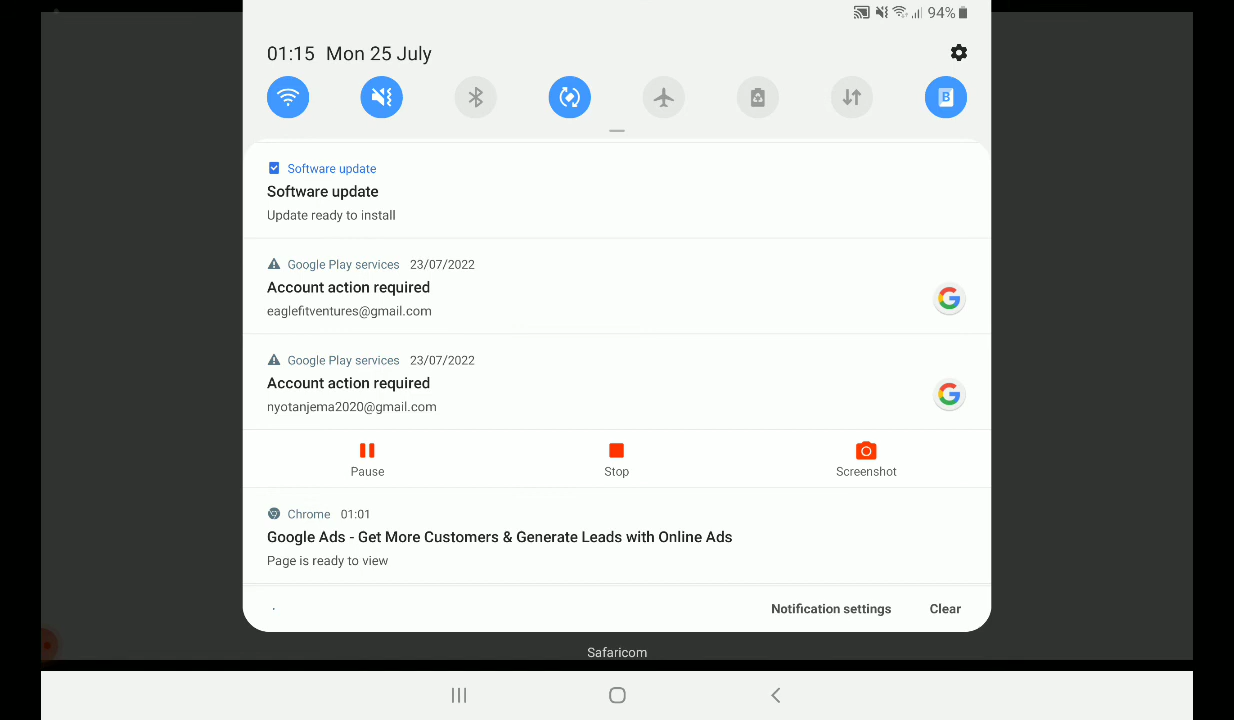 94%
01:15 Mon 25 July
B
Software update
Software update
Update ready to install
Google Play services 23/07/2022
Account action required
eaglefitventures@gmail.com
G
Google Play services 23/07/2022
Account action required
nyotanjema2020@gmail.com
G
Pause Stop Screenshot
Chrome 01:01
Google Ads - Get More Customers & Generate Leads with Online Ads
Page is ready to view
Notification settings Clear
Safaricom